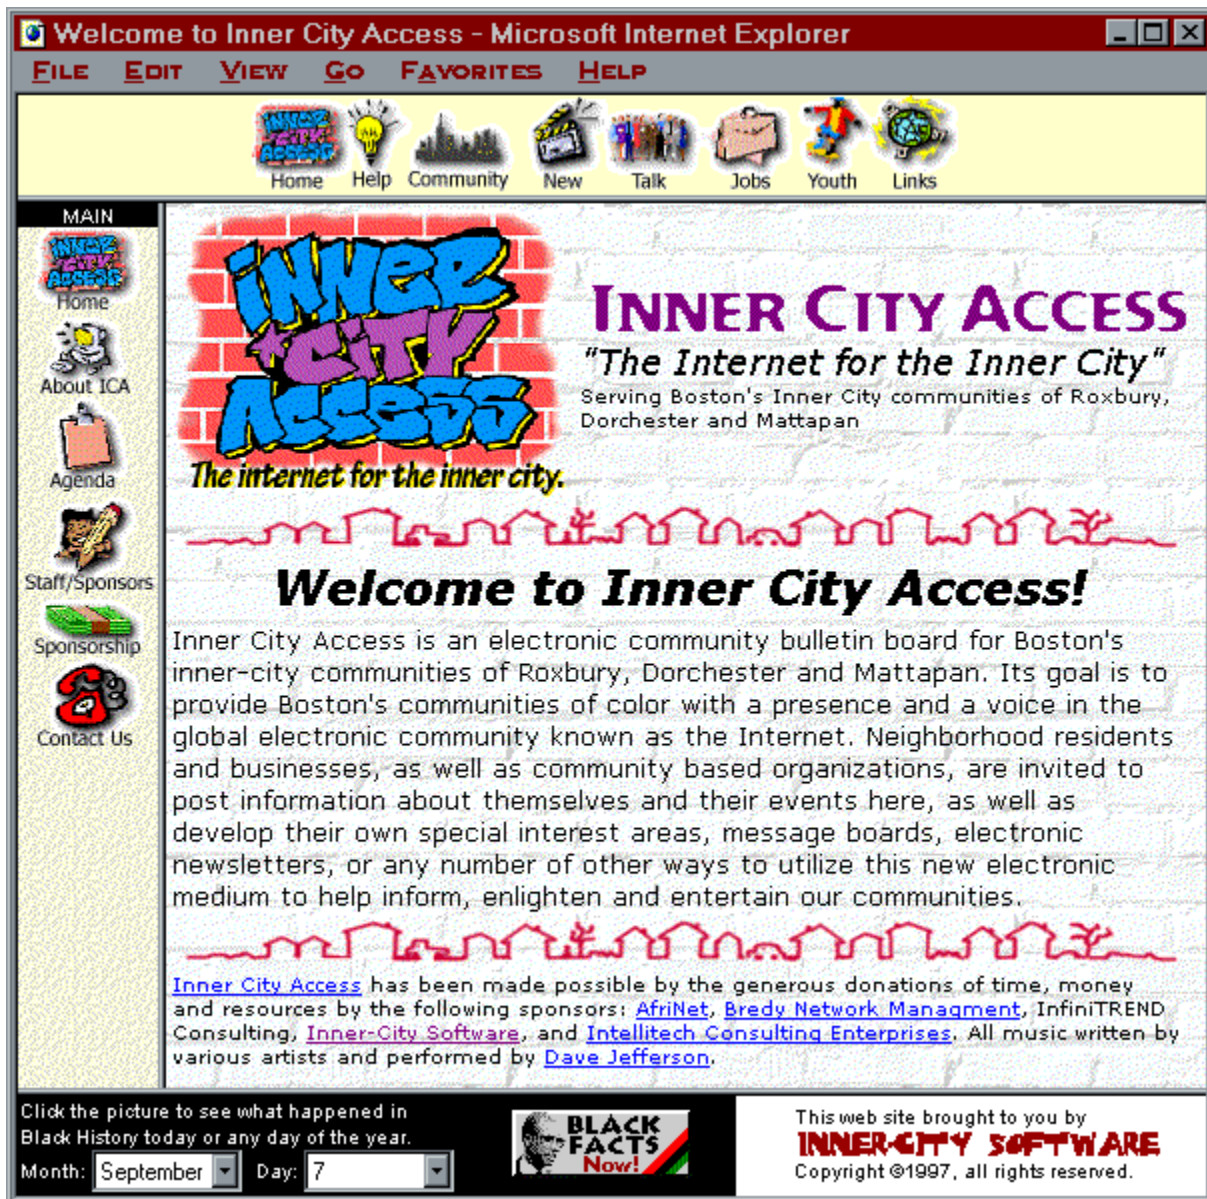 Welcome to Inner City Access - Microsoft Internet Explorer
FILE EDIT VIEW GO FAVORITES HELP
INNER CITY ACCESS
Home Help Community New Talk Jobs Youth Links
MAIN
INNER CITY ACCESS
Home
About ICA
Agenda
Staff/Sponsors
Sponsorship
Contact Us
INNER
CITY
ACCESS
The internet for the inner city.
INNER CITY ACCESS
"The Internet for the Inner City"
Serving Boston's Inner City communities of Roxbury,
Dorchester and Mattapan
Welcome to Inner City Access!
Inner City Access is an electronic community bulletin board for Boston's
inner-city communities of Roxbury, Dorchester and Mattapan. Its goal is to
provide Boston's communities of color with a presence and a voice in the
global electronic community known as the Internet. Neighborhood residents
and businesses, as well as community based organizations, are invited to
post information about themselves and their events here, as well as
develop their own special interest areas, message boards, electronic
newsletters, or any number of other ways to utilize this new electronic
medium to help inform, enlighten and entertain our communities.
Inner City Access has been made possible by the generous donations of time, money
and resources by the following sponsors: AfriNet, Bredy Network Managment, InfiniTREND
Consulting, Inner-City Software, and Intellitech Consulting Enterprises. All music written by
various artists and performed by Dave Jefferson.
Click the picture to see what happened in
Black History today or any day of the year.
Month: September Day: 7
BLACK
FACTS
Now!
This web site brought to you by
INNER-CITY SOFTWARE
Copyright ©1997, all rights reserved.